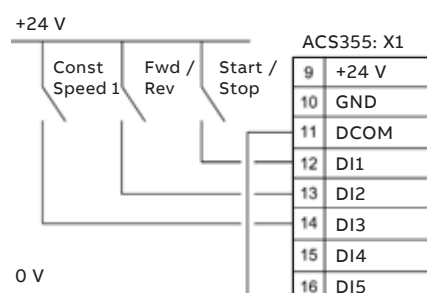 +24 V
ACS355: X1
Const Speed 1
Fwd / Rev
Start / Stop
9 +24 V
10 GND
11 DCOM
12 DI1
13 DI2
14 DI3
15 DI4
16 DI5
0 V